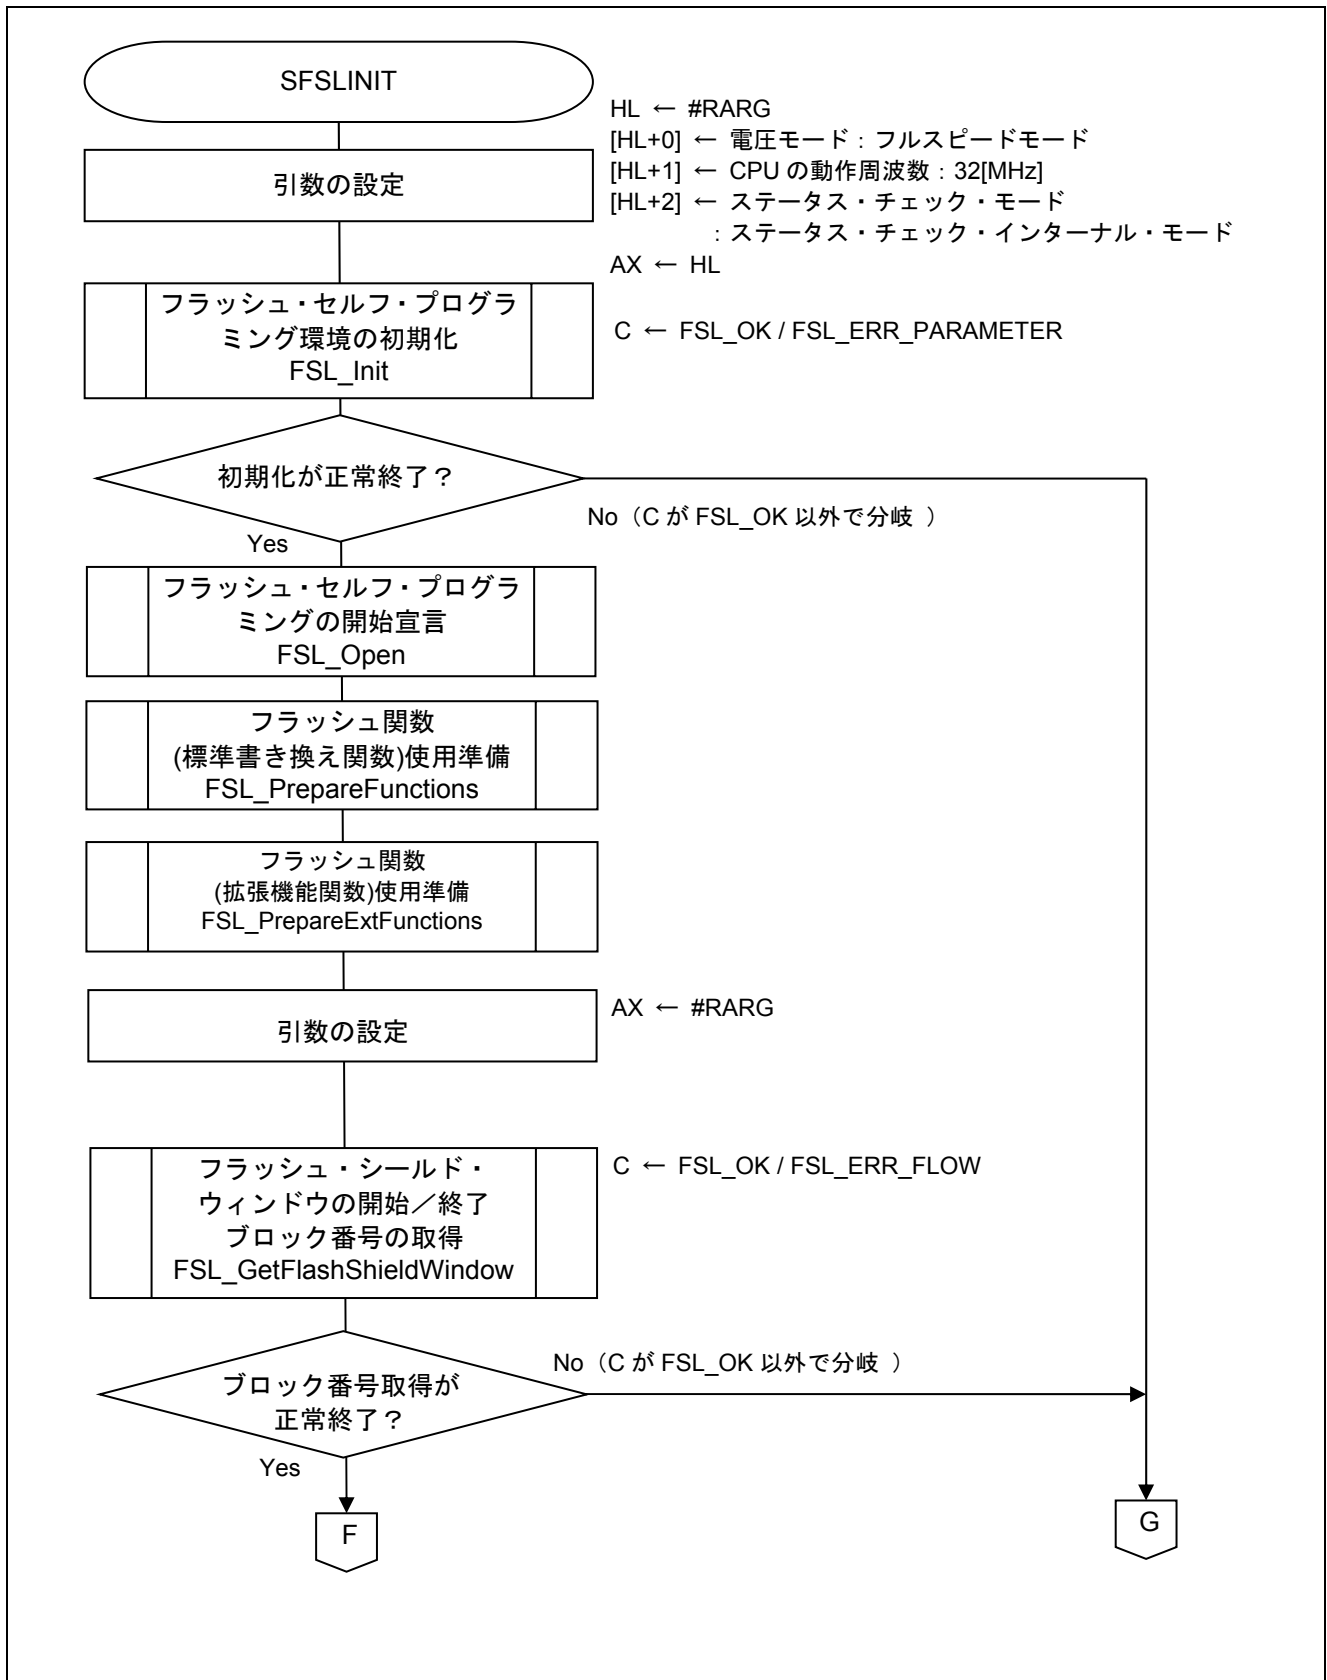 SFSLINIT
HL ← #RARG
[HL+0] ← 電圧モード：フルスピードモード
[HL+1] ← CPU の動作周波数：32[MHz]
[HL+2] ← ステータス・チェック・モード
：ステータス・チェック・インターナル・モード
AX ← HL
引数の設定
フラッシュ・セルフ・プログラ
ミング環境の初期化
FSL_Init
C ← FSL_OK / FSL_ERR_PARAMETER
初期化が正常終了？
No（C が FSL_OK 以外で分岐 ）
Yes
フラッシュ・セルフ・プログラ
ミングの開始宣言
FSL_Open
フラッシュ関数
(標準書き換え関数)使用準備
FSL_PrepareFunctions
フラッシュ関数
(拡張機能関数)使用準備
FSL_PrepareExtFunctions
引数の設定
AX ← #RARG
フラッシュ・シールド・
ウィンドウの開始／終了
ブロック番号の取得
FSL_GetFlashShieldWindow
C ← FSL_OK / FSL_ERR_FLOW
ブロック番号取得が
正常終了？
No（C が FSL_OK 以外で分岐 ）
Yes
F
G